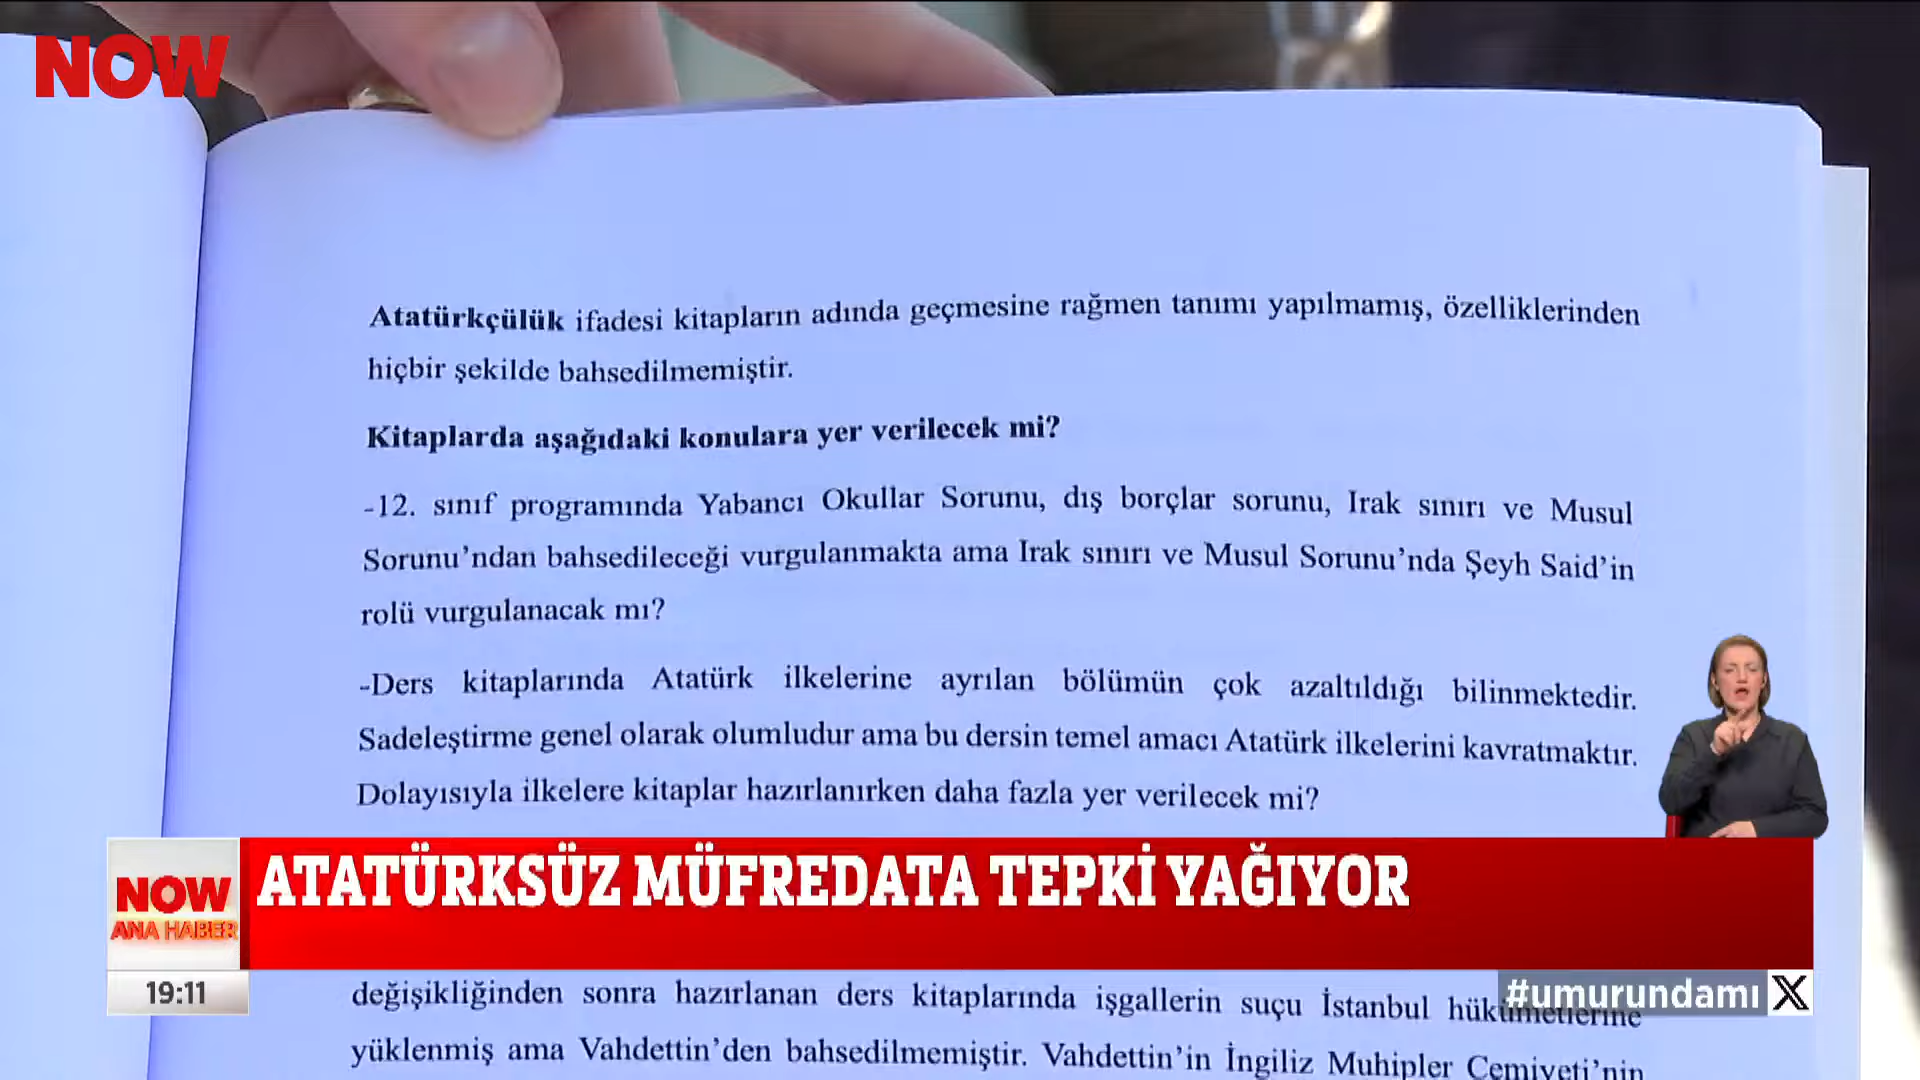 NOW
Atatürkçülük ifadesi kitapların adında geçmesine rağmen tanımı yapılmamış, özelliklerinden
hiçbir şekilde bahsedilmemiştir.
Kitaplarda aşağıdaki konulara yer verilecek mi?
-12. sınıf programında Yabancı Okullar Sorunu, dış borçlar sorunu, Irak sınırı ve Musul
Sorunu'ndan bahsedileceği vurgulanmakta ama Irak sınırı ve Musul Sorunu'nda Şeyh Said'in
rolü vurgulanacak mı?
-Ders kitaplarında Atatürk ilkelerine ayrılan bölümün çok azaltıldığı bilinmektedir.
Sadeleştirme genel olarak olumludur ama bu dersin temel amacı Atatürk ilkelerini kavratmaktır.
Dolayısıyla ilkelere kitaplar hazırlanırken daha fazla yer verilecek mi?
NOW
ANA HABER
ATATÜRKSÜZ MÜFREDATA TEPKİ YAĞIYOR
19:11
#umurundamı X
değişikliğinden sonra hazırlanan ders kitaplarında işgallerin suçu İstanbul hükümetlerine
yüklenmiş ama Vahdettin'den bahsedilmemiştir. Vahdettin'in İngiliz Muhipler Cemiyeti'nin